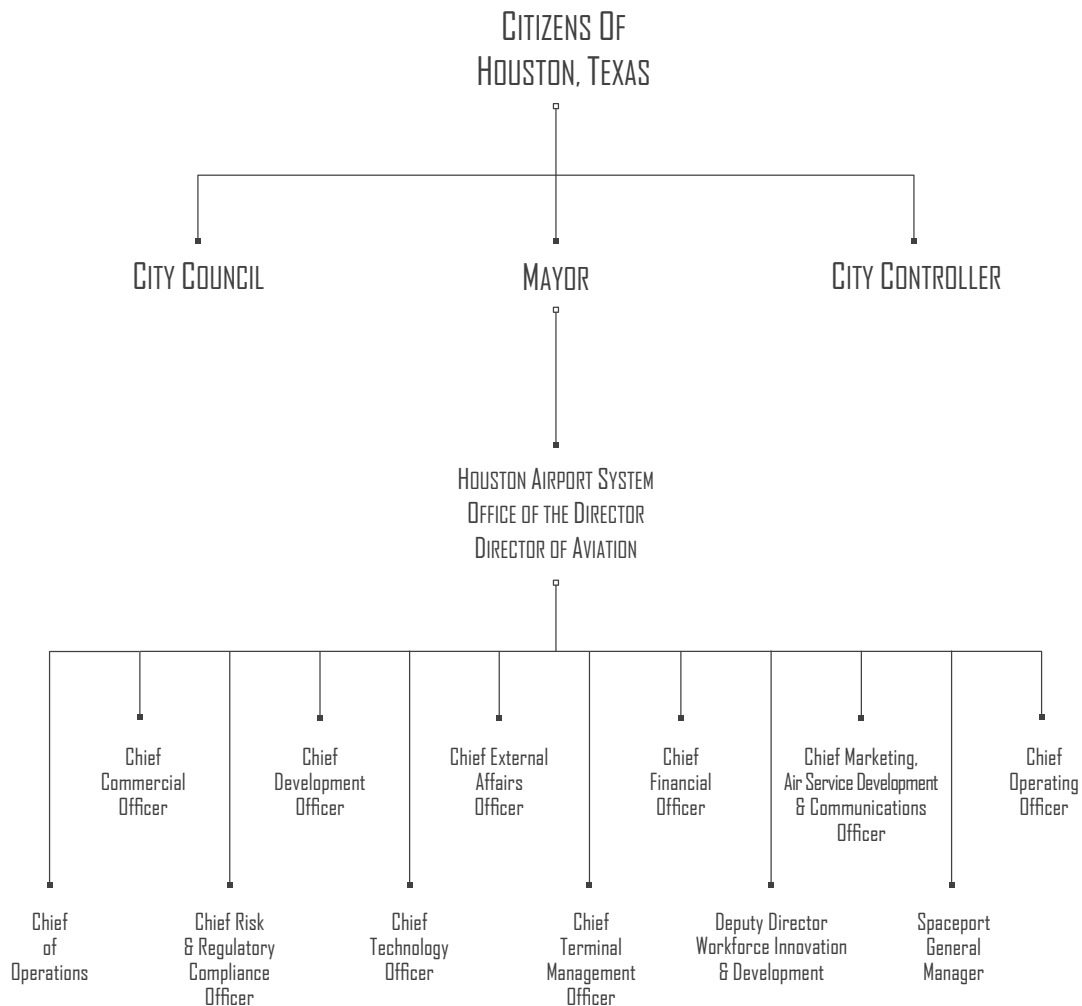 CITIZENS OF
HOUSTON, TEXAS
CITY COUNCIL
MAYOR
CITY CONTROLLER
HOUSTON AIRPORT SYSTEM
OFFICE OF THE DIRECTOR
DIRECTOR OF AVIATION
Chief
Commercial
Officer
Chief
Development
Officer
Chief External
Affairs
Officer
Chief
Financial
Officer
Chief Marketing,
Air Service Development
& Communications
Officer
Chief
Operating
Officer
Chief
of
Operations
Chief Risk
& Regulatory
Compliance
Officer
Chief
Technology
Officer
Chief
Terminal
Management
Officer
Deputy Director
Workforce Innovation
& Development
Spaceport
General
Manager